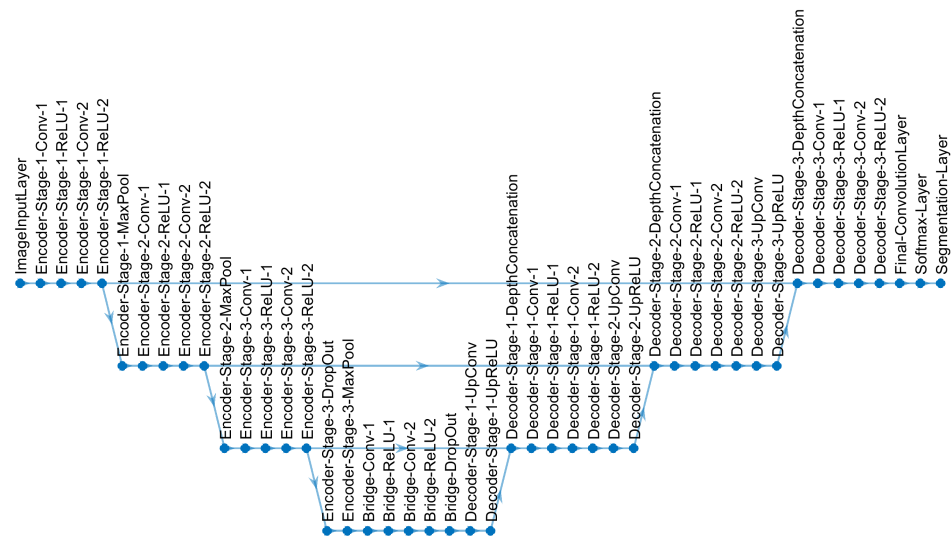 ImageInputLayer
Encoder-Stage-1-Conv-1
Encoder-Stage-1-ReLU-1
Encoder-Stage-1-Conv-2
Encoder-Stage-1-ReLU-2
Encoder-Stage-1-MaxPool
Encoder-Stage-2-Conv-1
Encoder-Stage-2-ReLU-1
Encoder-Stage-2-Conv-2
Encoder-Stage-2-ReLU-2
Encoder-Stage-2-MaxPool
Encoder-Stage-3-Conv-1
Encoder-Stage-3-ReLU-1
Encoder-Stage-3-Conv-2
Encoder-Stage-3-ReLU-2
Encoder-Stage-3-DropOut
Encoder-Stage-3-MaxPool
Bridge-Conv-1
Bridge-ReLU-1
Bridge-Conv-2
Bridge-ReLU-2
Bridge-DropOut
Decoder-Stage-1-UpConv
Decoder-Stage-1-UpReLU
Decoder-Stage-1-DepthConcatenation
Decoder-Stage-1-Conv-1
Decoder-Stage-1-ReLU-1
Decoder-Stage-1-Conv-2
Decoder-Stage-1-ReLU-2
Decoder-Stage-2-UpConv
Decoder-Stage-2-UpReLU
Decoder-Stage-2-DepthConcatenation
Decoder-Stage-2-Conv-1
Decoder-Stage-2-ReLU-1
Decoder-Stage-2-Conv-2
Decoder-Stage-2-ReLU-2
Decoder-Stage-3-UpConv
Decoder-Stage-3-UpReLU
Decoder-Stage-3-DepthConcatenation
Decoder-Stage-3-Conv-1
Decoder-Stage-3-ReLU-1
Decoder-Stage-3-Conv-2
Decoder-Stage-3-ReLU-2
Final-ConvolutionLayer
Softmax-Layer
Segmentation-Layer